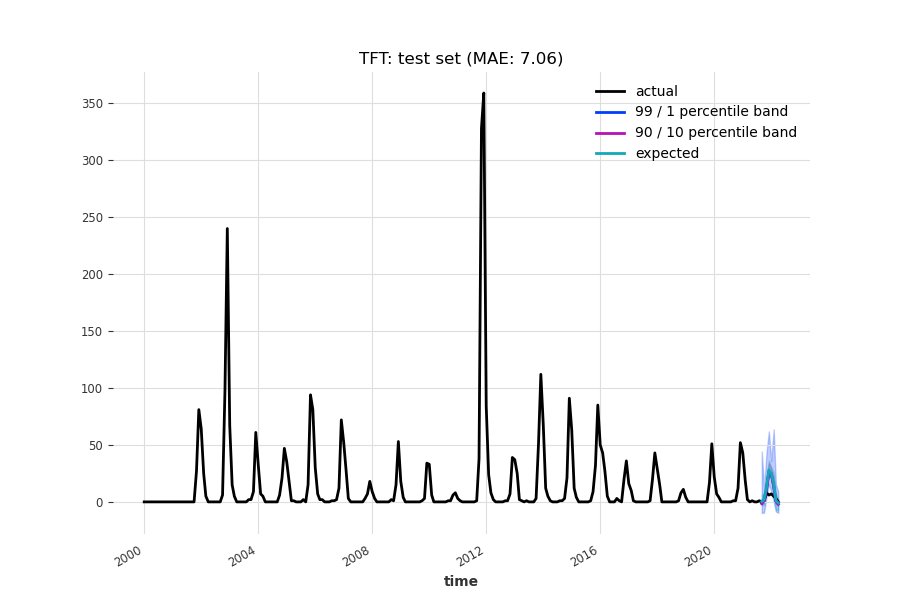 TFT: test set (MAE: 7.06)
actual
99 / 1 percentile band
90 / 10 percentile band
expected
350
300
250
200
150
100
50
0
2000
2004
2008
2012
2016
2020
time